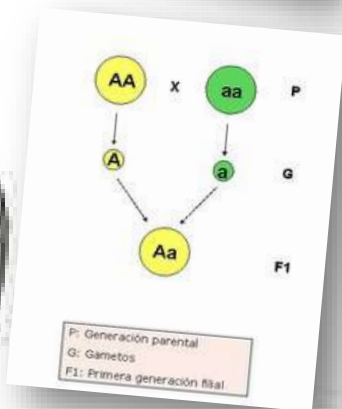 AA X aa P
A a G
Aa F1
P: Generación parental
G: Gametos
F1: Primera generación filial